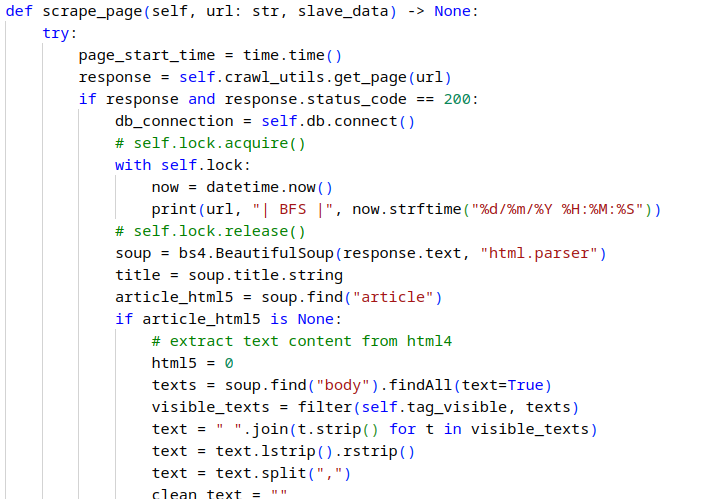 def scrape_page(self, url: str, slave_data) -> None:
    try:
        page_start_time = time.time()
        response = self.crawl_utils.get_page(url)
        if response and response.status_code == 200:
            db_connection = self.db.connect()
            # self.lock.acquire()
            with self.lock:
                now = datetime.now()
                print(url, "| BFS |", now.strftime("%d/%m/%Y %H:%M:%S"))
            # self.lock.release()
            soup = bs4.BeautifulSoup(response.text, "html.parser")
            title = soup.title.string
            article_html5 = soup.find("article")
            if article_html5 is None:
                # extract text content from html4
                html5 = 0
                texts = soup.find("body").findAll(text=True)
                visible_texts = filter(self.tag_visible, texts)
                text = " ".join(t.strip() for t in visible_texts)
                text = text.lstrip().rstrip()
                text = text.split(",")
                clean_text = ""